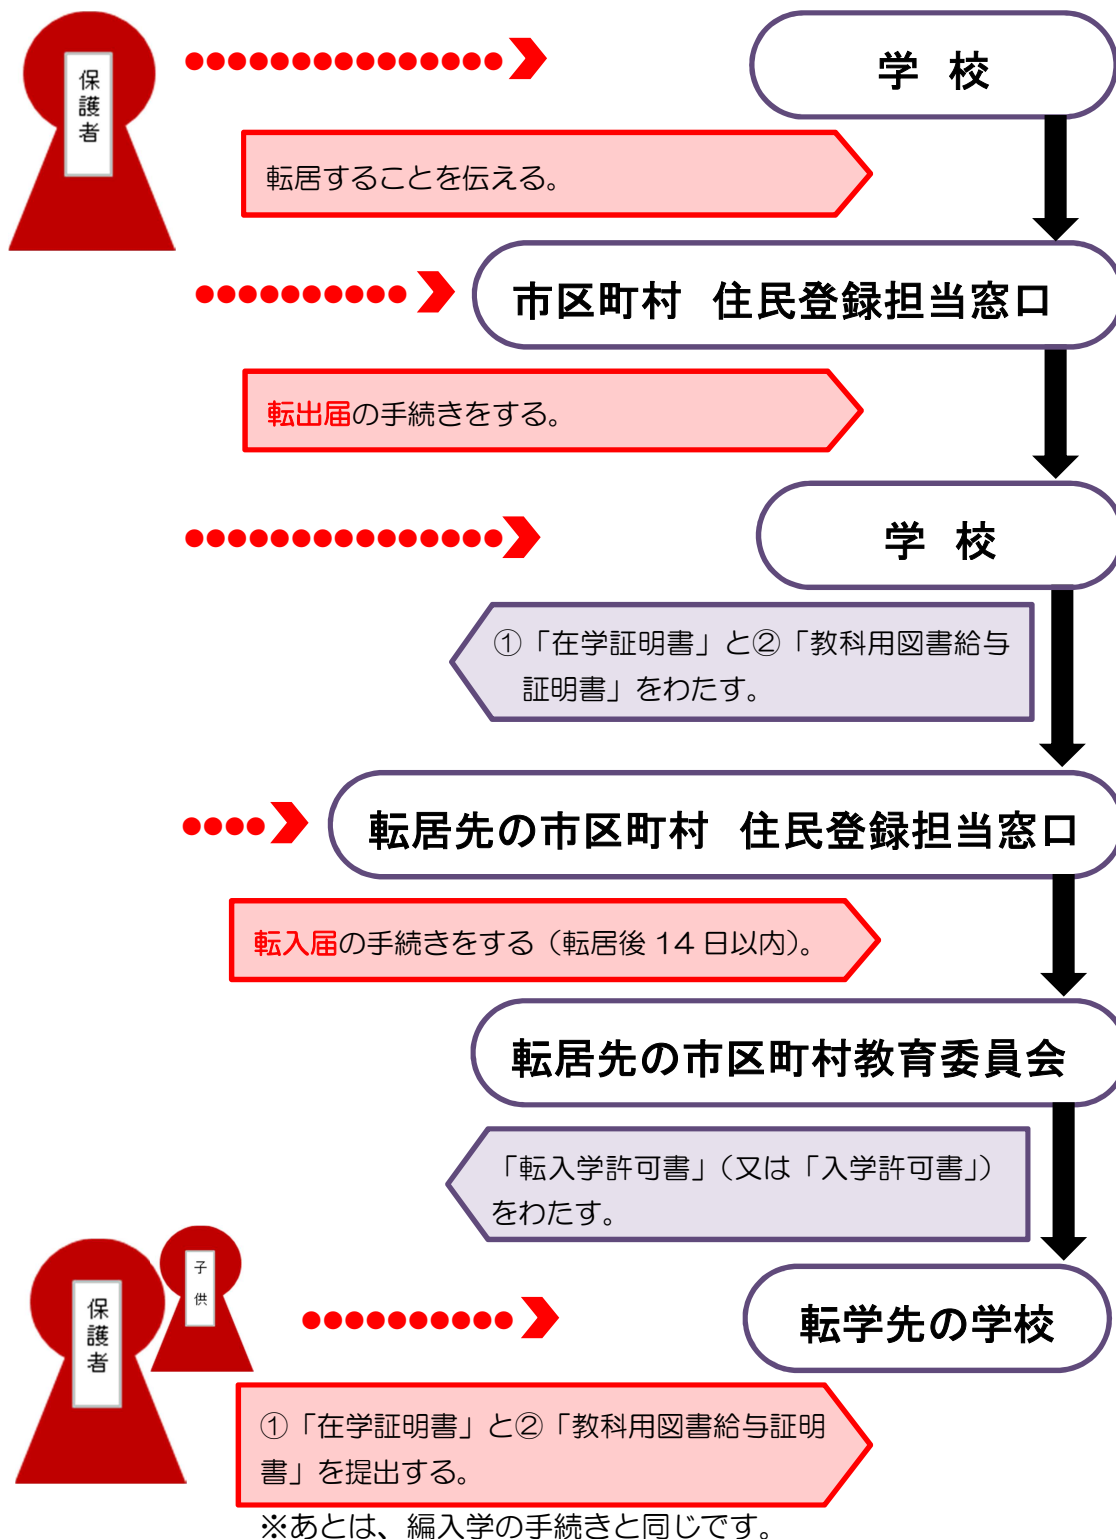 保護者
学 校
転居することを伝える。
市区町村 住民登録担当窓口
転出届の手続きをする。
学 校
①「在学証明書」と②「教科用図書給与
証明書」をわたす。
転居先の市区町村 住民登録担当窓口
転入届の手続きをする（転居後 14 日以内）。
転居先の市区町村教育委員会
「転入学許可書」（又は「入学許可書」）
をわたす。
子供
保護者
転学先の学校
①「在学証明書」と②「教科用図書給与証明
書」を提出する。
※あとは、編入学の手続きと同じです。